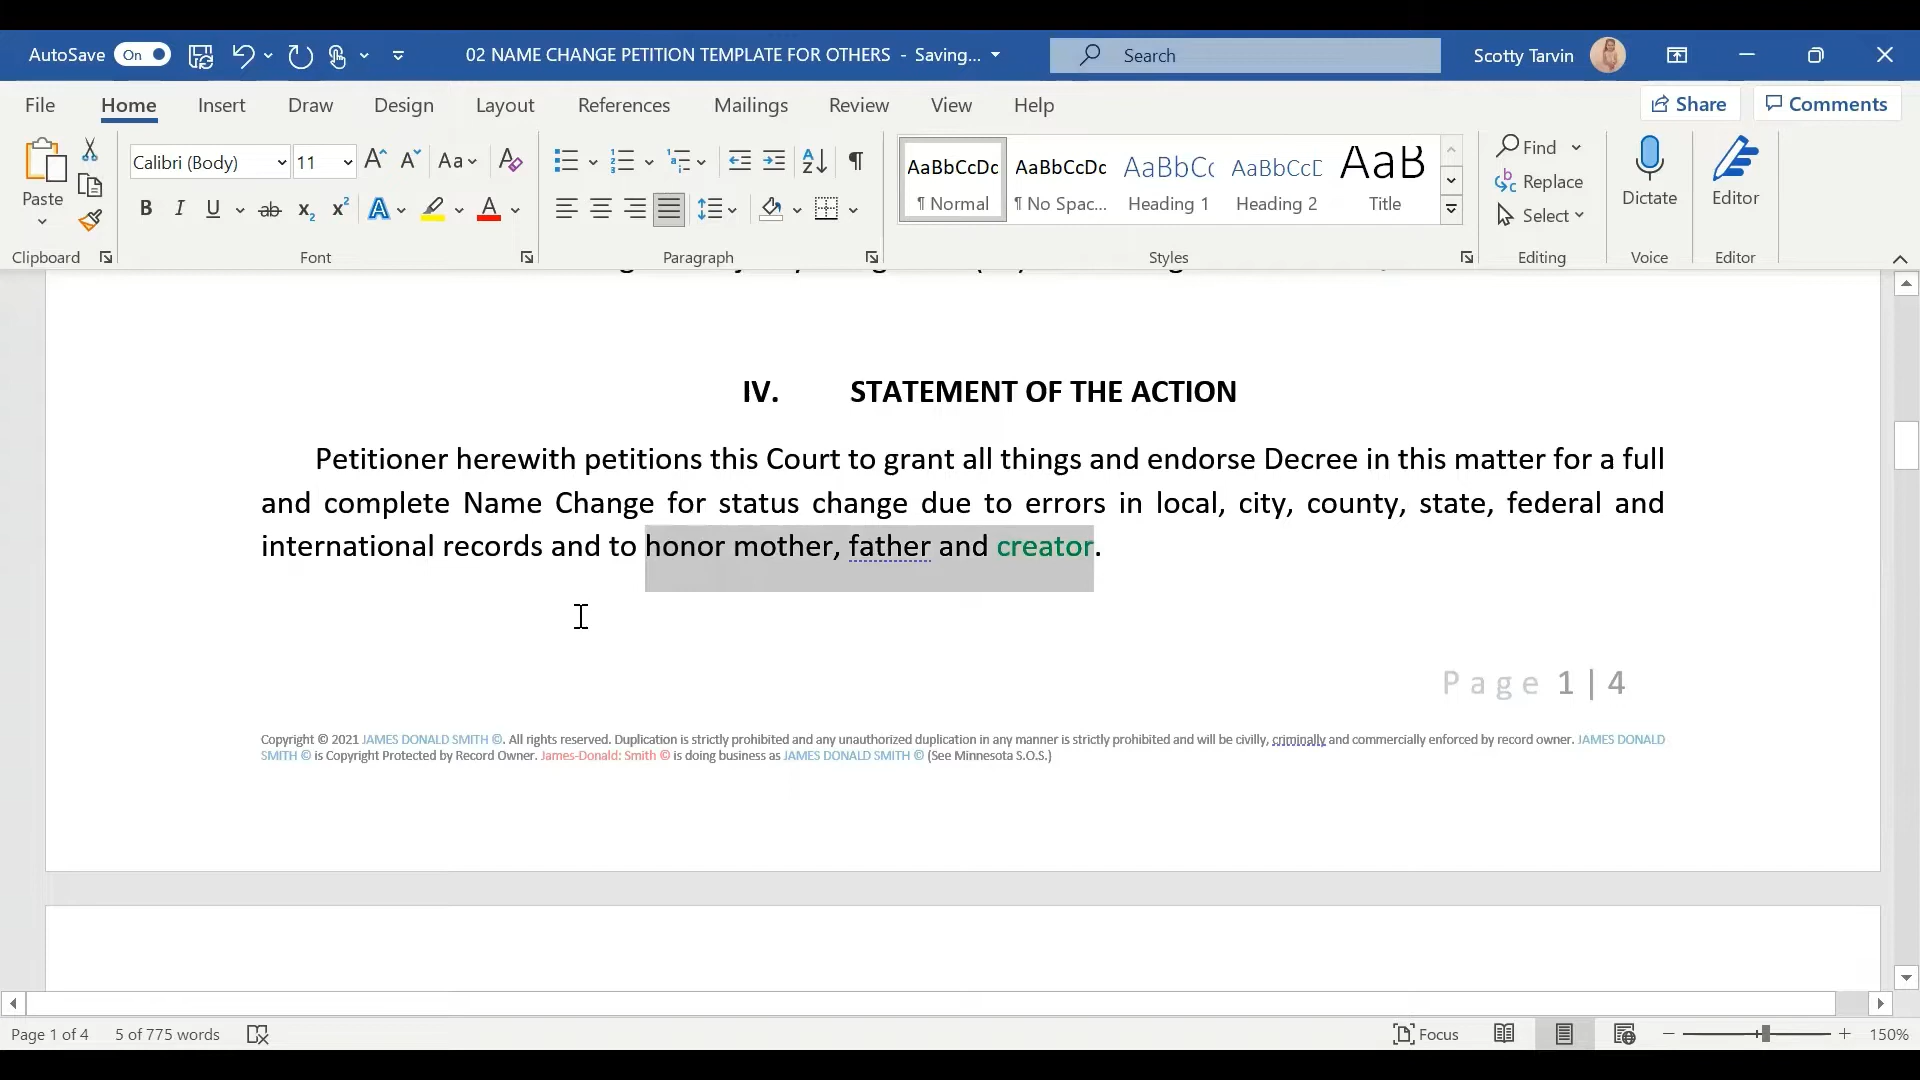 AutoSave On 02 NAME CHANGE PETITION TEMPLATE FOR OTHERS - Saving... Search Scotty Tarvin
File Home Insert Draw Design Layout References Mailings Review View Help Share Comments
Calibri (Body) 11 Aa AaBbCcDc AaBbCcDc AaBbC AaBbCcD AaB Find
Paste Replace
¶ Normal ¶ No Spac... Heading 1 Heading 2 Title Dictate Editor
B I U ab x₂ x² A A Select
Clipboard Font Paragraph Styles Editing Voice Editor
IV. STATEMENT OF THE ACTION
Petitioner herewith petitions this Court to grant all things and endorse Decree in this matter for a full
and complete Name Change for status change due to errors in local, city, county, state, federal and
international records and to honor mother, father and creator.
Page 1 | 4
Copyright © 2021 JAMES DONALD SMITH ©. All rights reserved. Duplication is strictly prohibited and any unauthorized duplication in any manner is strictly prohibited and will be civilly, criminally and commercially enforced by record owner. JAMES DONALD
SMITH © is Copyright Protected by Record Owner. James-Donald: Smith © is doing business as JAMES DONALD SMITH © (See Minnesota S.O.S.)
Page 1 of 4 5 of 775 words Focus 150%